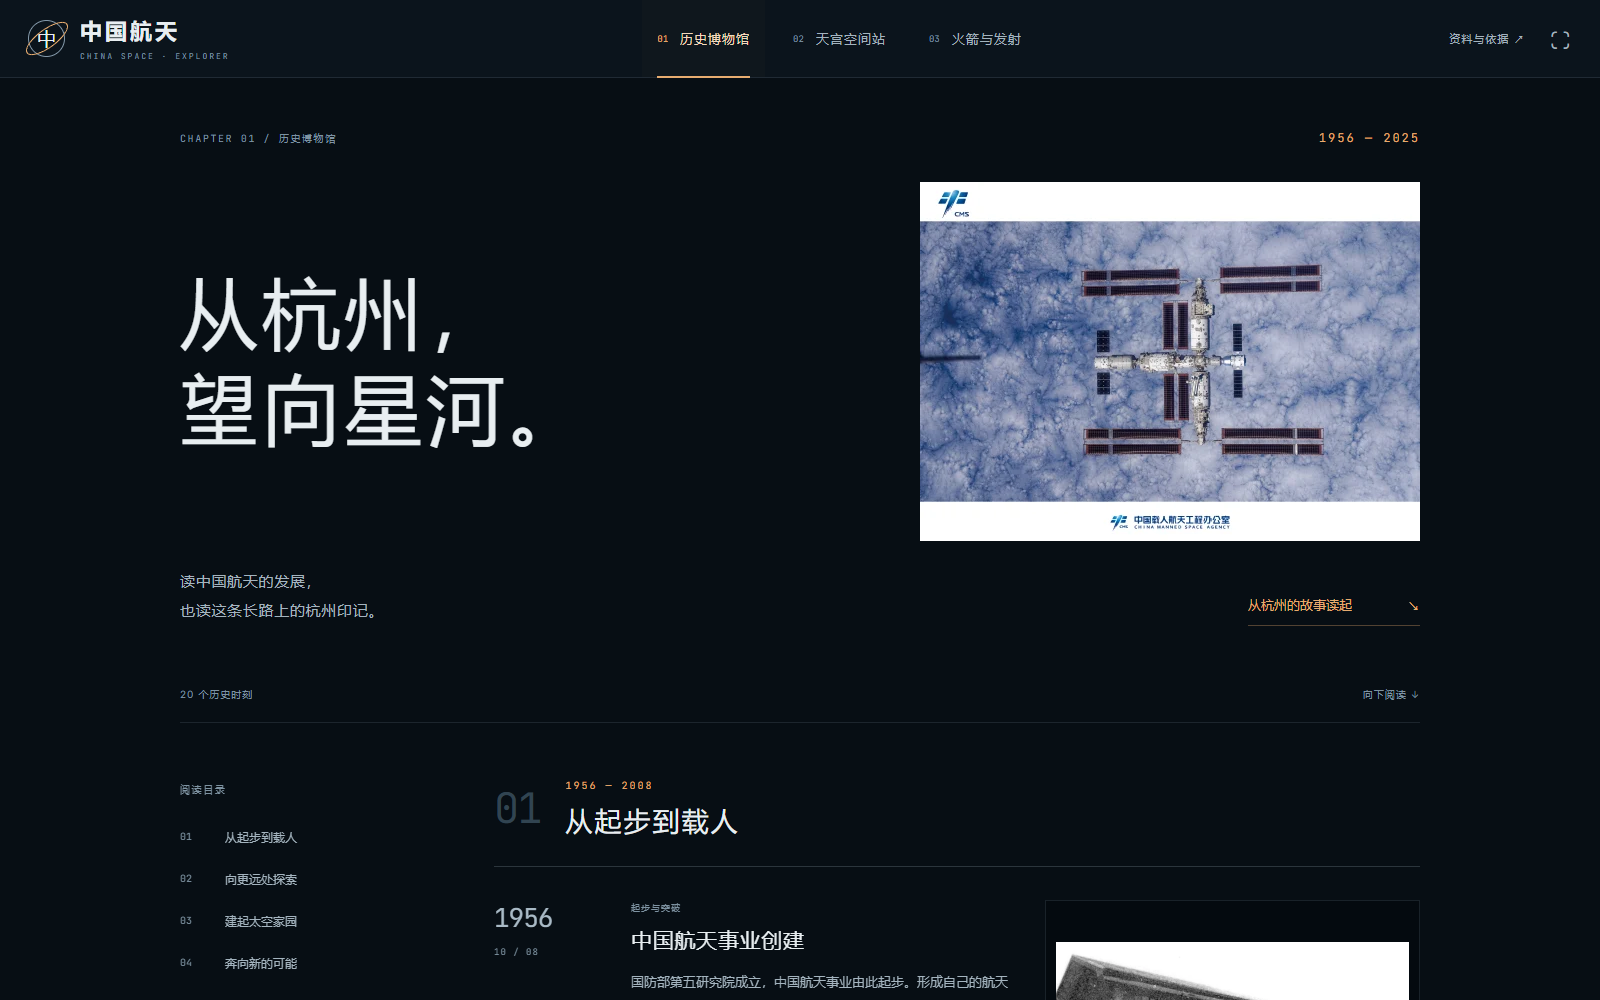 中
中国航天
CHINA SPACE · EXPLORER
01 历史博物馆
02 天宫空间站
03 火箭与发射
资料与依据 ↗
CHAPTER 01 / 历史博物馆
1956 — 2025
CMS
从杭州，
望向星河。
CMS
中国载人航天工程办公室
CHINA MANNED SPACE AGENCY
读中国航天的发展，
也读这条长路上的杭州印记。
从杭州的故事读起 ↘
20 个历史时刻
向下阅读 ↓
阅读目录
01 从起步到载人
02 向更远处探索
03 建起太空家园
04 奔向新的可能
01
1956 — 2008
从起步到载人
1956
10 / 08
起步与突破
中国航天事业创建
国防部第五研究院成立，中国航天事业由此起步。形成自己的航天